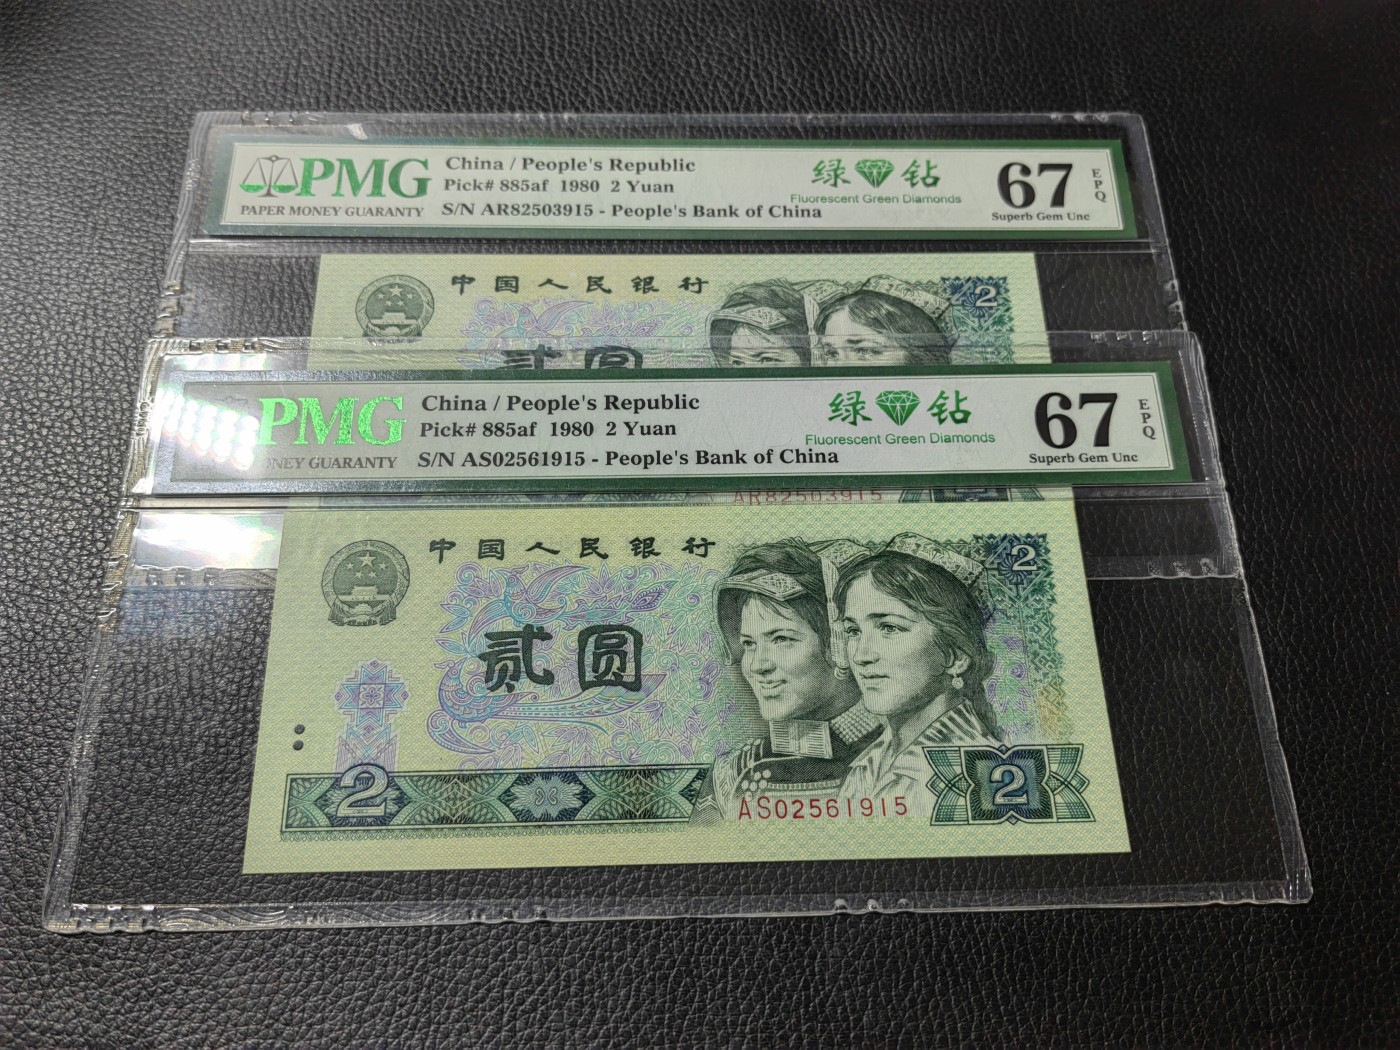 PMG
PAPER MONEY GUARANTY
China / People's Republic
Pick# 885af 1980 2 Yuan
S/N AR82503915 - People's Bank of China
绿 钻
Fluorescent Green Diamonds
67
Superb Gem Unc
EPQ
中国人民银行
2
贰圆
PMG
NEY GUARANTY
China / People's Republic
Pick# 885af 1980 2 Yuan
S/N AS02561915 - People's Bank of China
绿 钻
Fluorescent Green Diamonds
67
Superb Gem Unc
EPQ
AR82503915
中国人民银行
2
贰圆
2
AS02561915
2